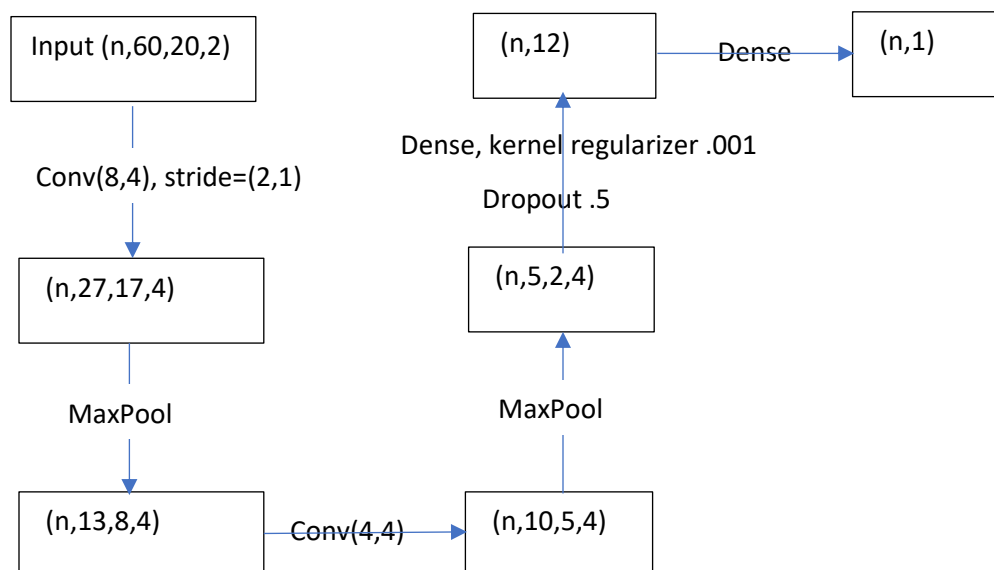 Input (n,60,20,2)
Conv(8,4), stride=(2,1)
(n,27,17,4)
MaxPool
(n,13,8,4)
Conv(4,4)
(n,10,5,4)
MaxPool
(n,5,2,4)
Dropout .5
Dense, kernel regularizer .001
(n,12)
Dense
(n,1)